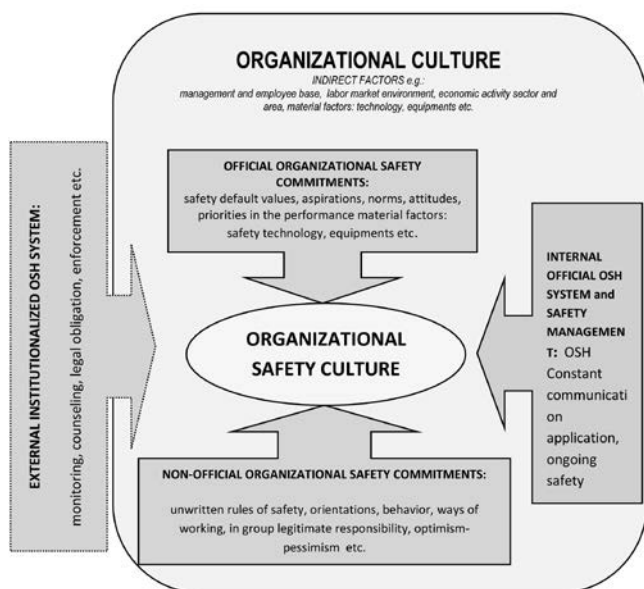 ORGANIZATIONAL CULTURE
INDIRECT FACTORS e.g.:
management and employee base, labor market environment, economic activity sector and
area, material factors: technology, equipments etc.
EXTERNAL INSTITUTIONALIZED OSH SYSTEM:
monitoring, counseling, legal obligation, enforcement etc.
OFFICIAL ORGANIZATIONAL SAFETY
COMMITMENTS:
safety default values, aspirations, norms, attitudes,
priorities in the performance material factors:
safety technology, equipments etc.
ORGANIZATIONAL
SAFETY CULTURE
INTERNAL
OFFICIAL OSH
SYSTEM and
SAFETY
MANAGEMEN
T: OSH
Constant
communicati
on
application,
ongoing
safety
NON-OFFICIAL ORGANIZATIONAL SAFETY COMMITMENTS:
unwritten rules of safety, orientations, behavior, ways of
working, in group legitimate responsibility, optimism-
pessimism etc.